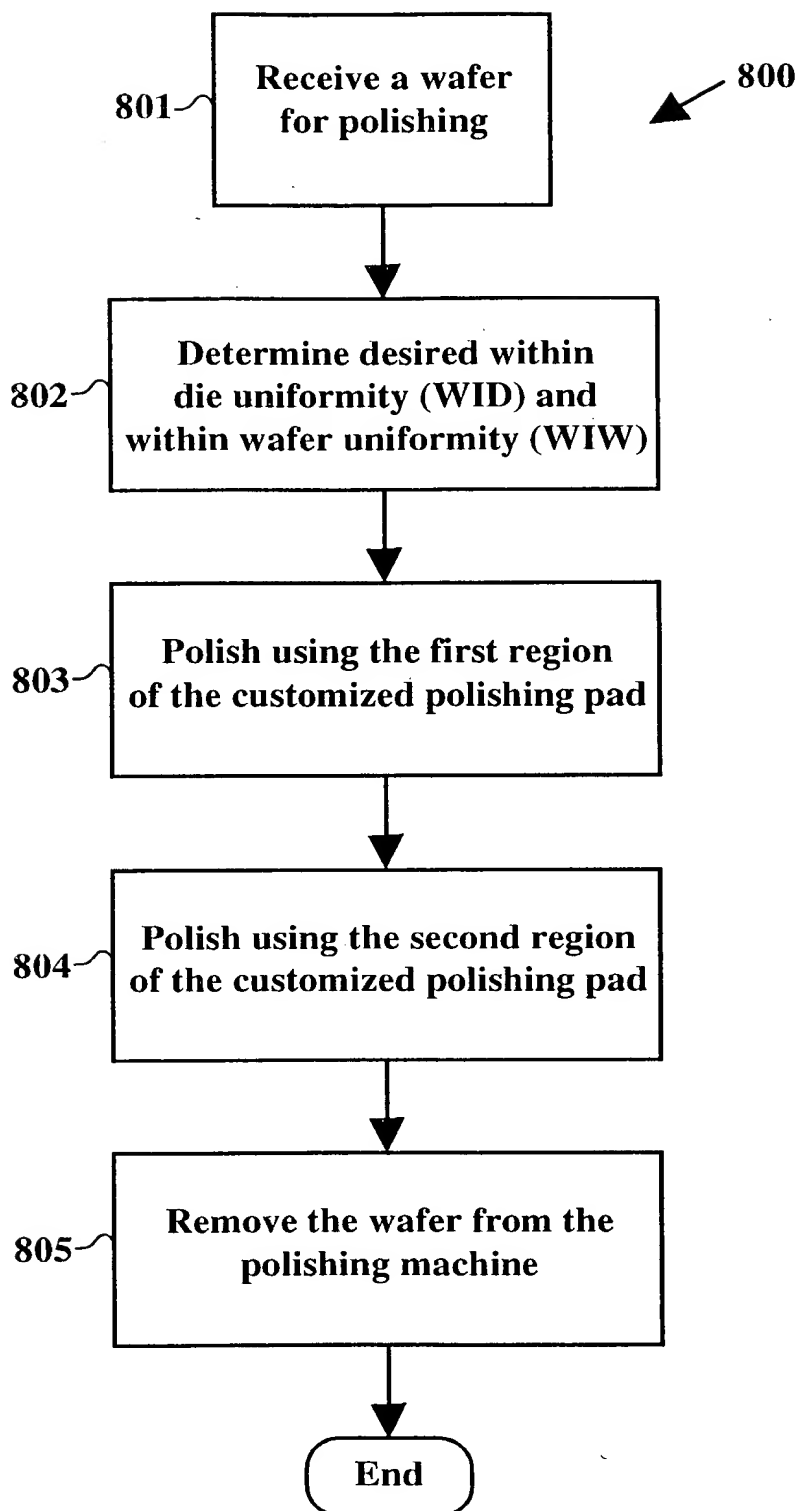 801
Receive a wafer
for polishing
800
802
Determine desired within
die uniformity (WID) and
within wafer uniformity (WIW)
803
Polish using the first region
of the customized polishing pad
804
Polish using the second region
of the customized polishing pad
805
Remove the wafer from the
polishing machine
End